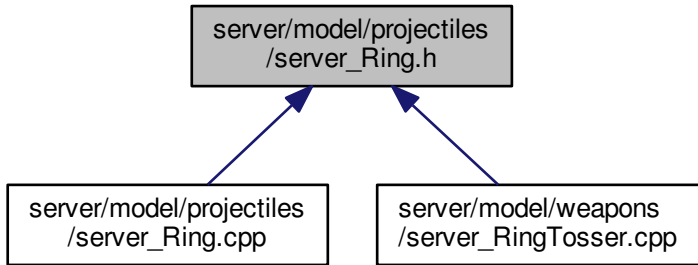 server/model/projectiles
/server_Ring.h
server/model/projectiles
/server_Ring.cpp
server/model/weapons
/server_RingTosser.cpp